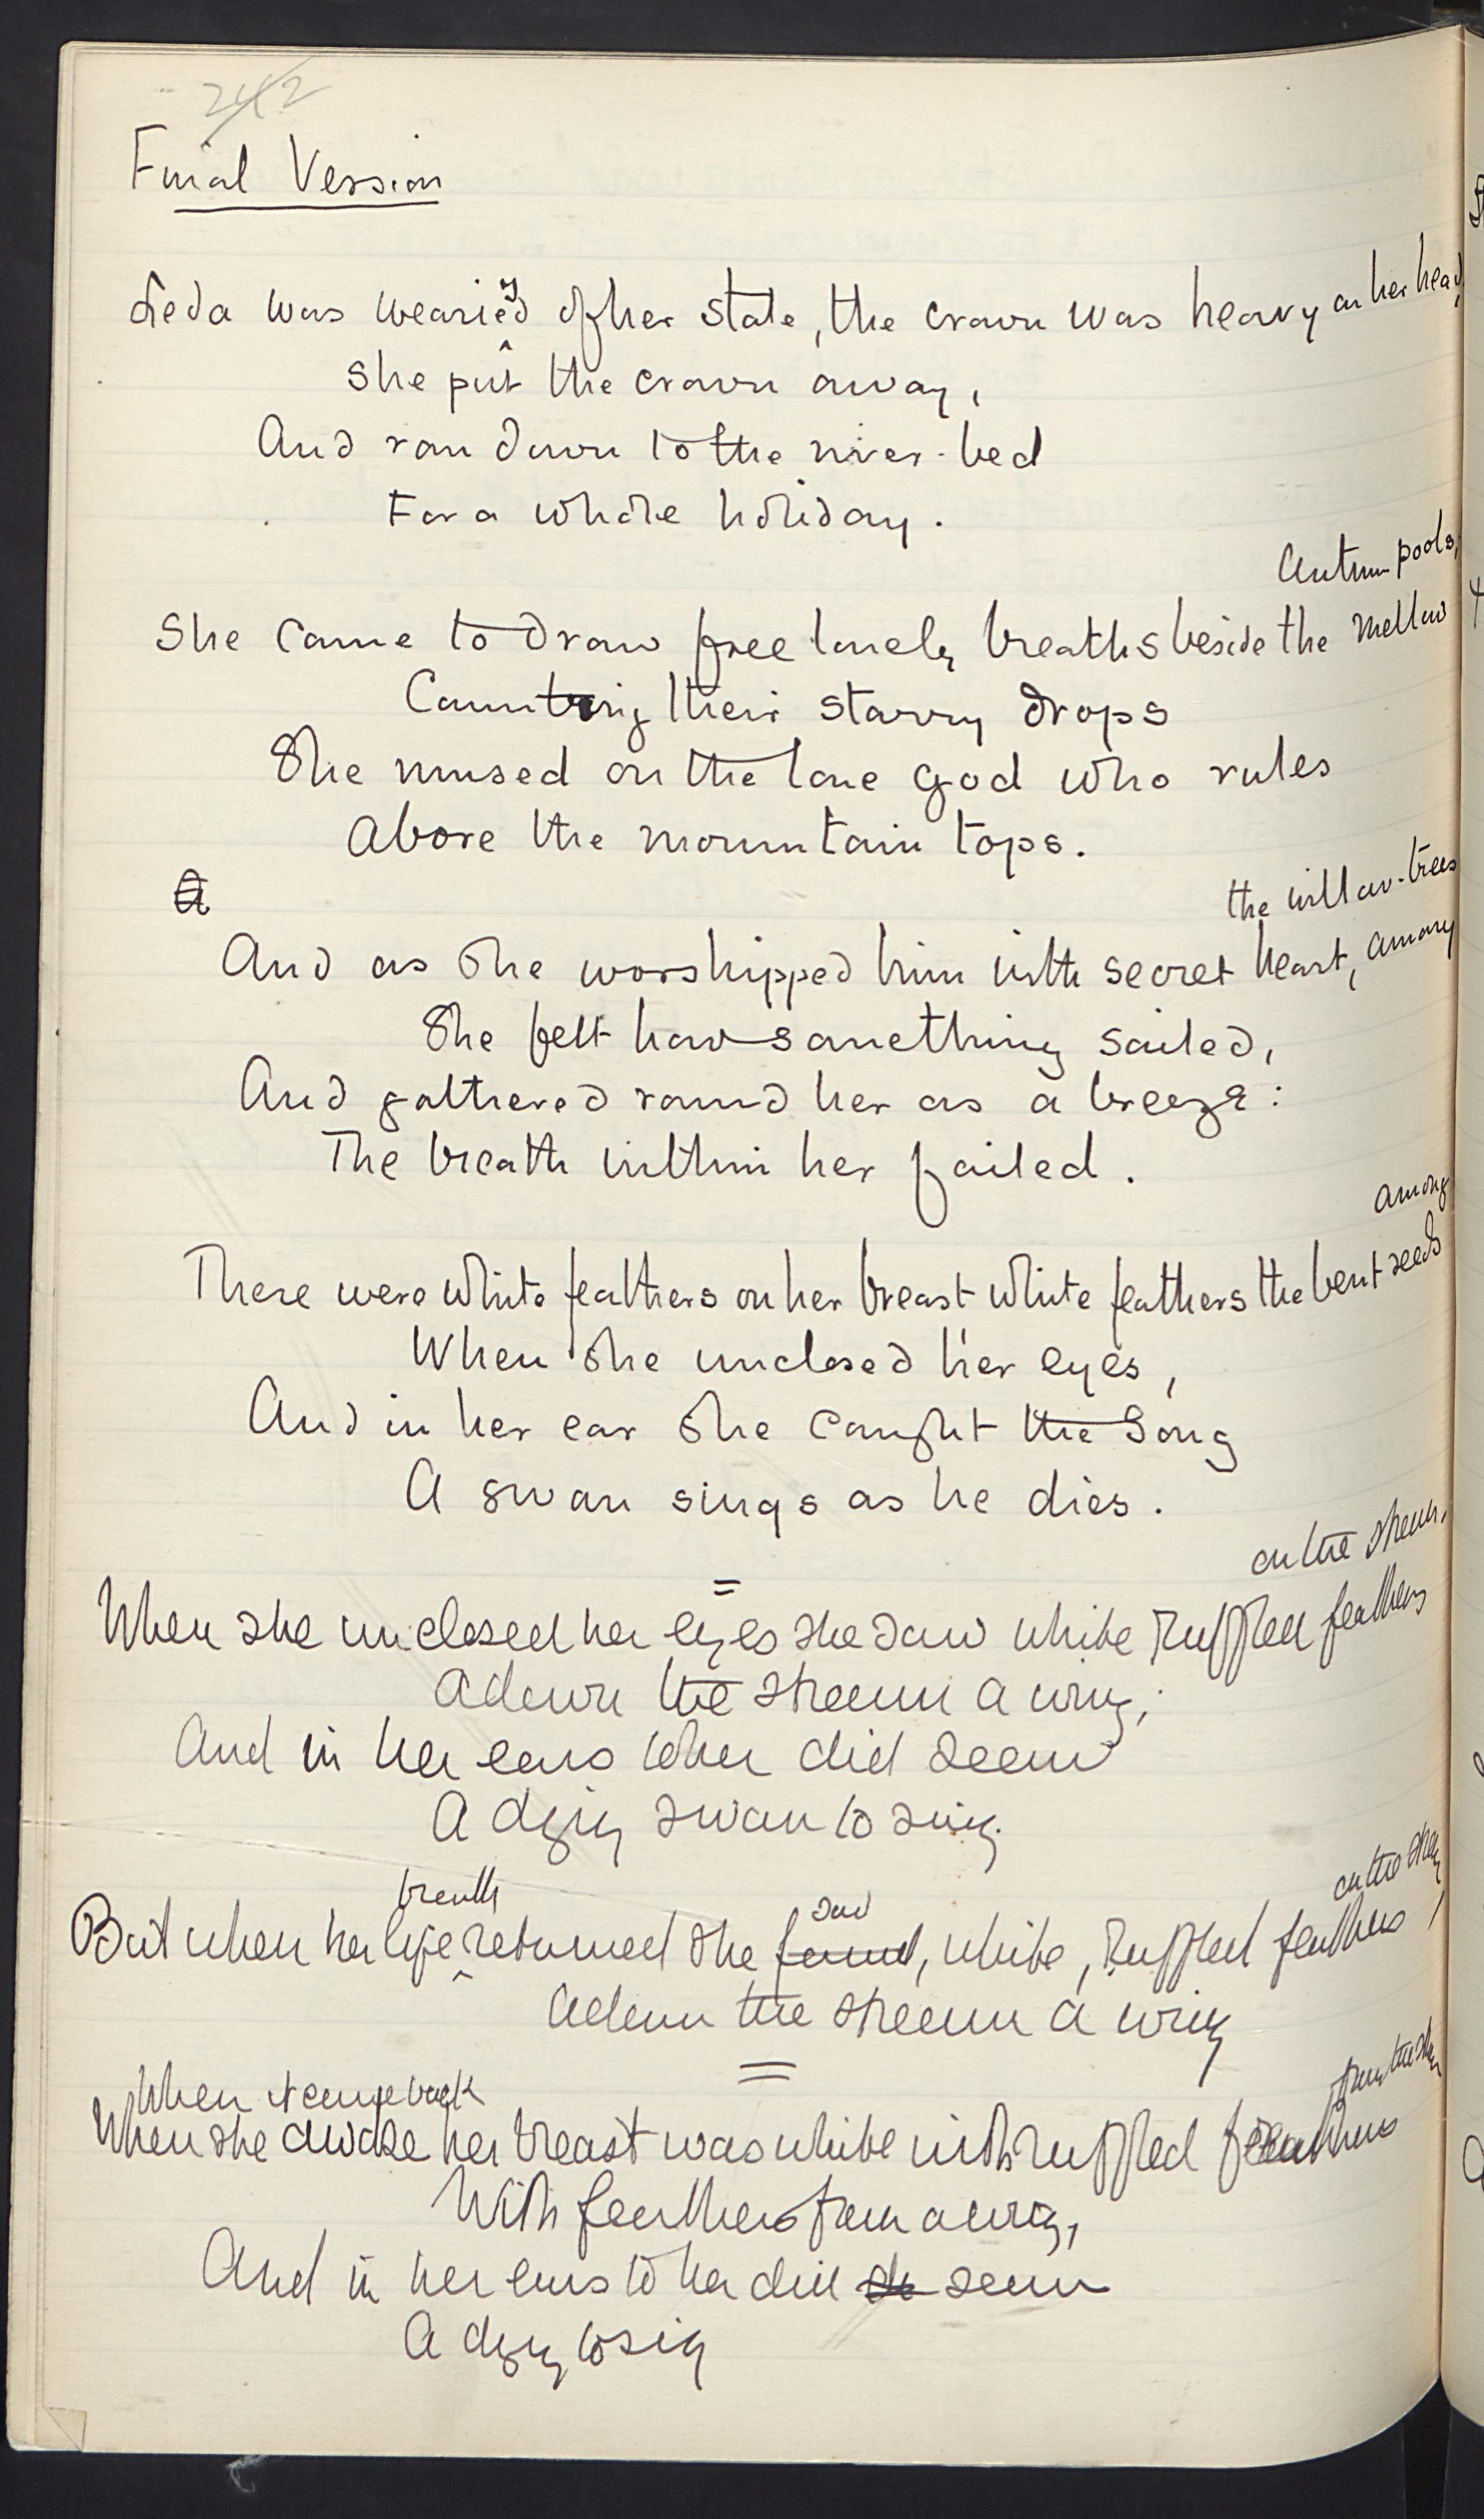 242
Final Version
Leda was wearied y of her state, the crown was heavy on her head,
She put the crown away,
And ran down to the river-bed
For a whole holiday.
She came to draw free lonely breaths beside the mellow Autumn pools,
Counting their starry drops
She mused on the lone god who rules
Above the mountain tops.
A
And as she worshipped him with secret heart, among the willow-trees
She felt how something sailed,
And gathered round her as a breeze:
The breath within her failed.
There were white feathers on her breast white feathers the bent reeds among
When she unclosed her eyes,
And in her ear she caught the song
A swan sings as he dies.
=
When she unclosed her eyes she saw white ruffled feathers on the stream,
Adown the stream a wing;
And in her ears to her did seem
A dying swan to sing.
But when her life breath returned she found saw, white, ruffled feathers on the stream,
Adown the stream a wing
=
When it came back
When she awoke her breast was white with ruffled feathers from the
With feathers from a wing,
And in her ears to her did se seem
A dying to sing